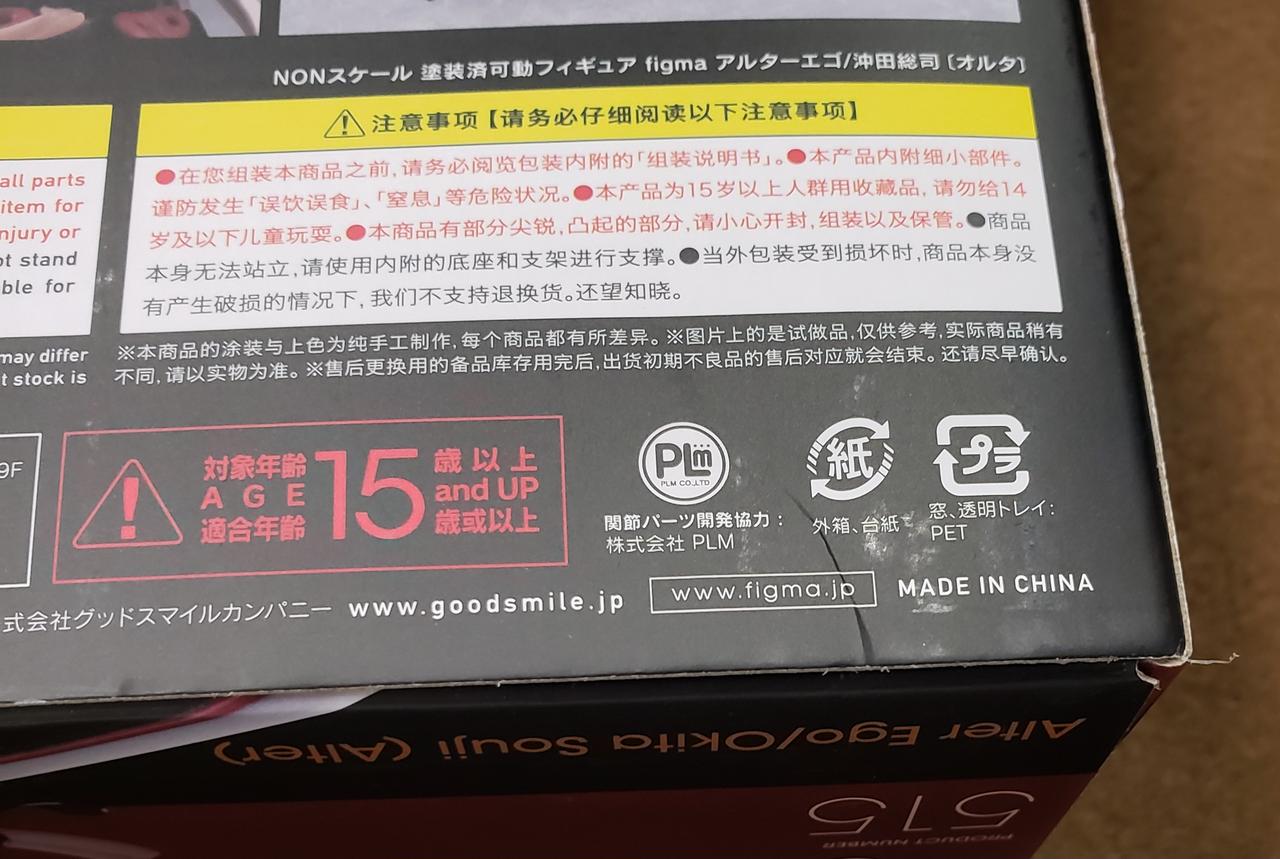 NONスケール 塗装済可動フィギュア figma アルターエゴ/沖田総司〔オルタ〕
注意事项【请务必仔细阅读以下注意事项】
●在您组装本商品之前,请务必阅览包装内附的「组装说明书」。●本产品内附细小部件。
谨防发生「误饮误食」、「窒息」等危险状况。●本产品为15岁以上人群用收藏品, 请勿给14
岁及以下儿童玩耍。●本商品有部分尖锐,凸起的部分,请小心开封,组装以及保管。●商品
本身无法站立,请使用内附的底座和支架进行支撑。●当外包装受到损坏时,商品本身没
有产生破损的情况下, 我们不支持退换货。还望知晓。
all parts
item for
njury or
ot stand
ble for
※本商品的涂装与上色为纯手工制作, 每个商品都有所差异。※图片上的是试做品, 仅供参考, 实际商品稍有
不同, 请以实物为准。※售后更换用的备品库存用完后, 出货初期不良品的售后对应就会结束。还请尽早确认。
may differ
t stock is
9F
対象年齢 15 歳以上
AGE and UP
適合年齡 歲或以上
PLM
PLM CO.,LTD
関節パーツ開発協力：
株式会社 PLM
紙
外箱、台紙
プラ
窓、透明トレイ：
PET
式会社グッドスマイルカンパニー www.goodsmile.jp www.figma.jp MADE IN CHINA
Alter Ego/Okita Souji (Alter)
515
PRODUCT NUMBER